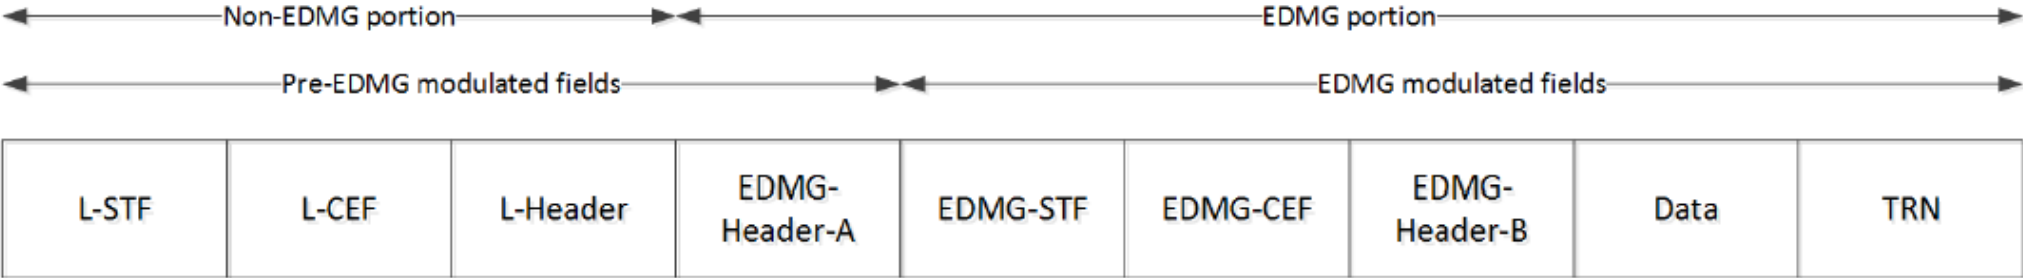 Non-EDMG portion EDMG portion
Pre-EDMG modulated fields EDMG modulated fields
L-STF
L-CEF
L-Header
EDMG-
Header-A
EDMG-STF
EDMG-CEF
EDMG-
Header-B
Data
TRN